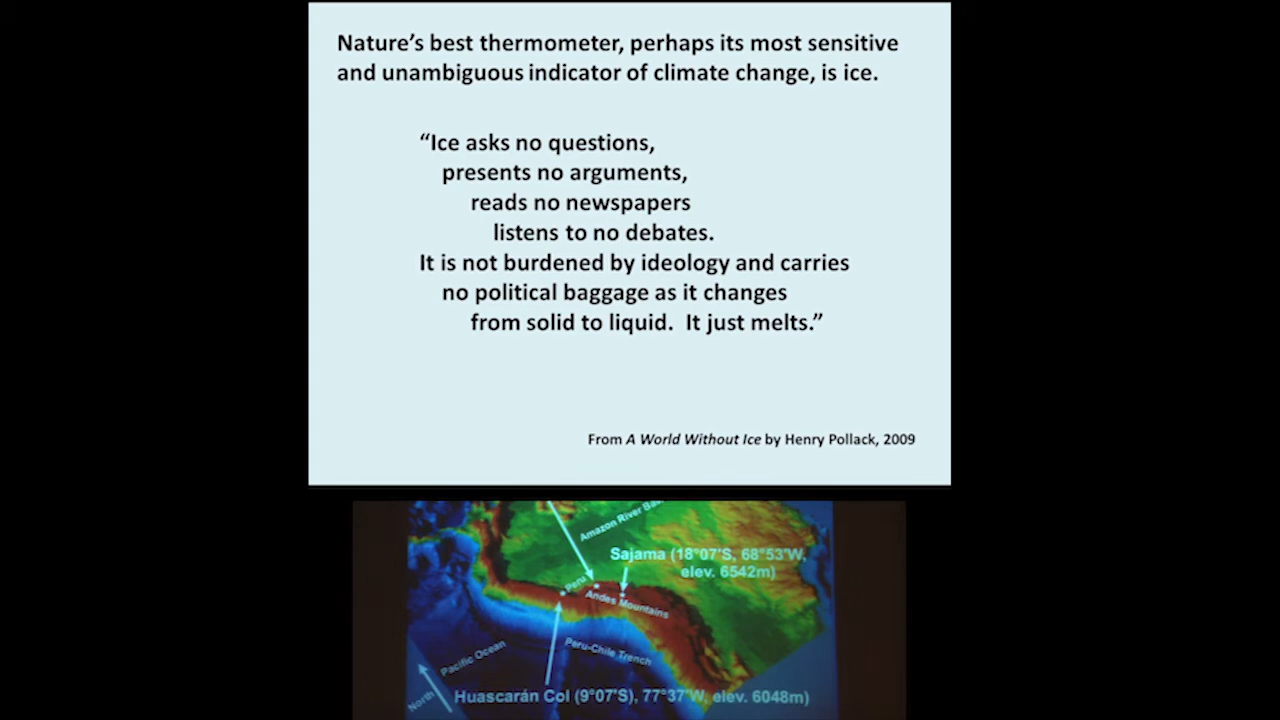 Nature’s best thermometer, perhaps its most sensitive
and unambiguous indicator of climate change, is ice.
“Ice asks no questions,
presents no arguments,
reads no newspapers
listens to no debates.
It is not burdened by ideology and carries
no political baggage as it changes
from solid to liquid.  It just melts.”
From A World Without Ice by Henry Pollack, 2009
Amazon River
Sajama (18°07'S, 68°53'W,
elev. 6542m)
Peru
Andes Mountains
Peru-Chile Trench
Pacific Ocean
North
Huascarán Col (9°07'S), 77°37'W, elev. 6048m)